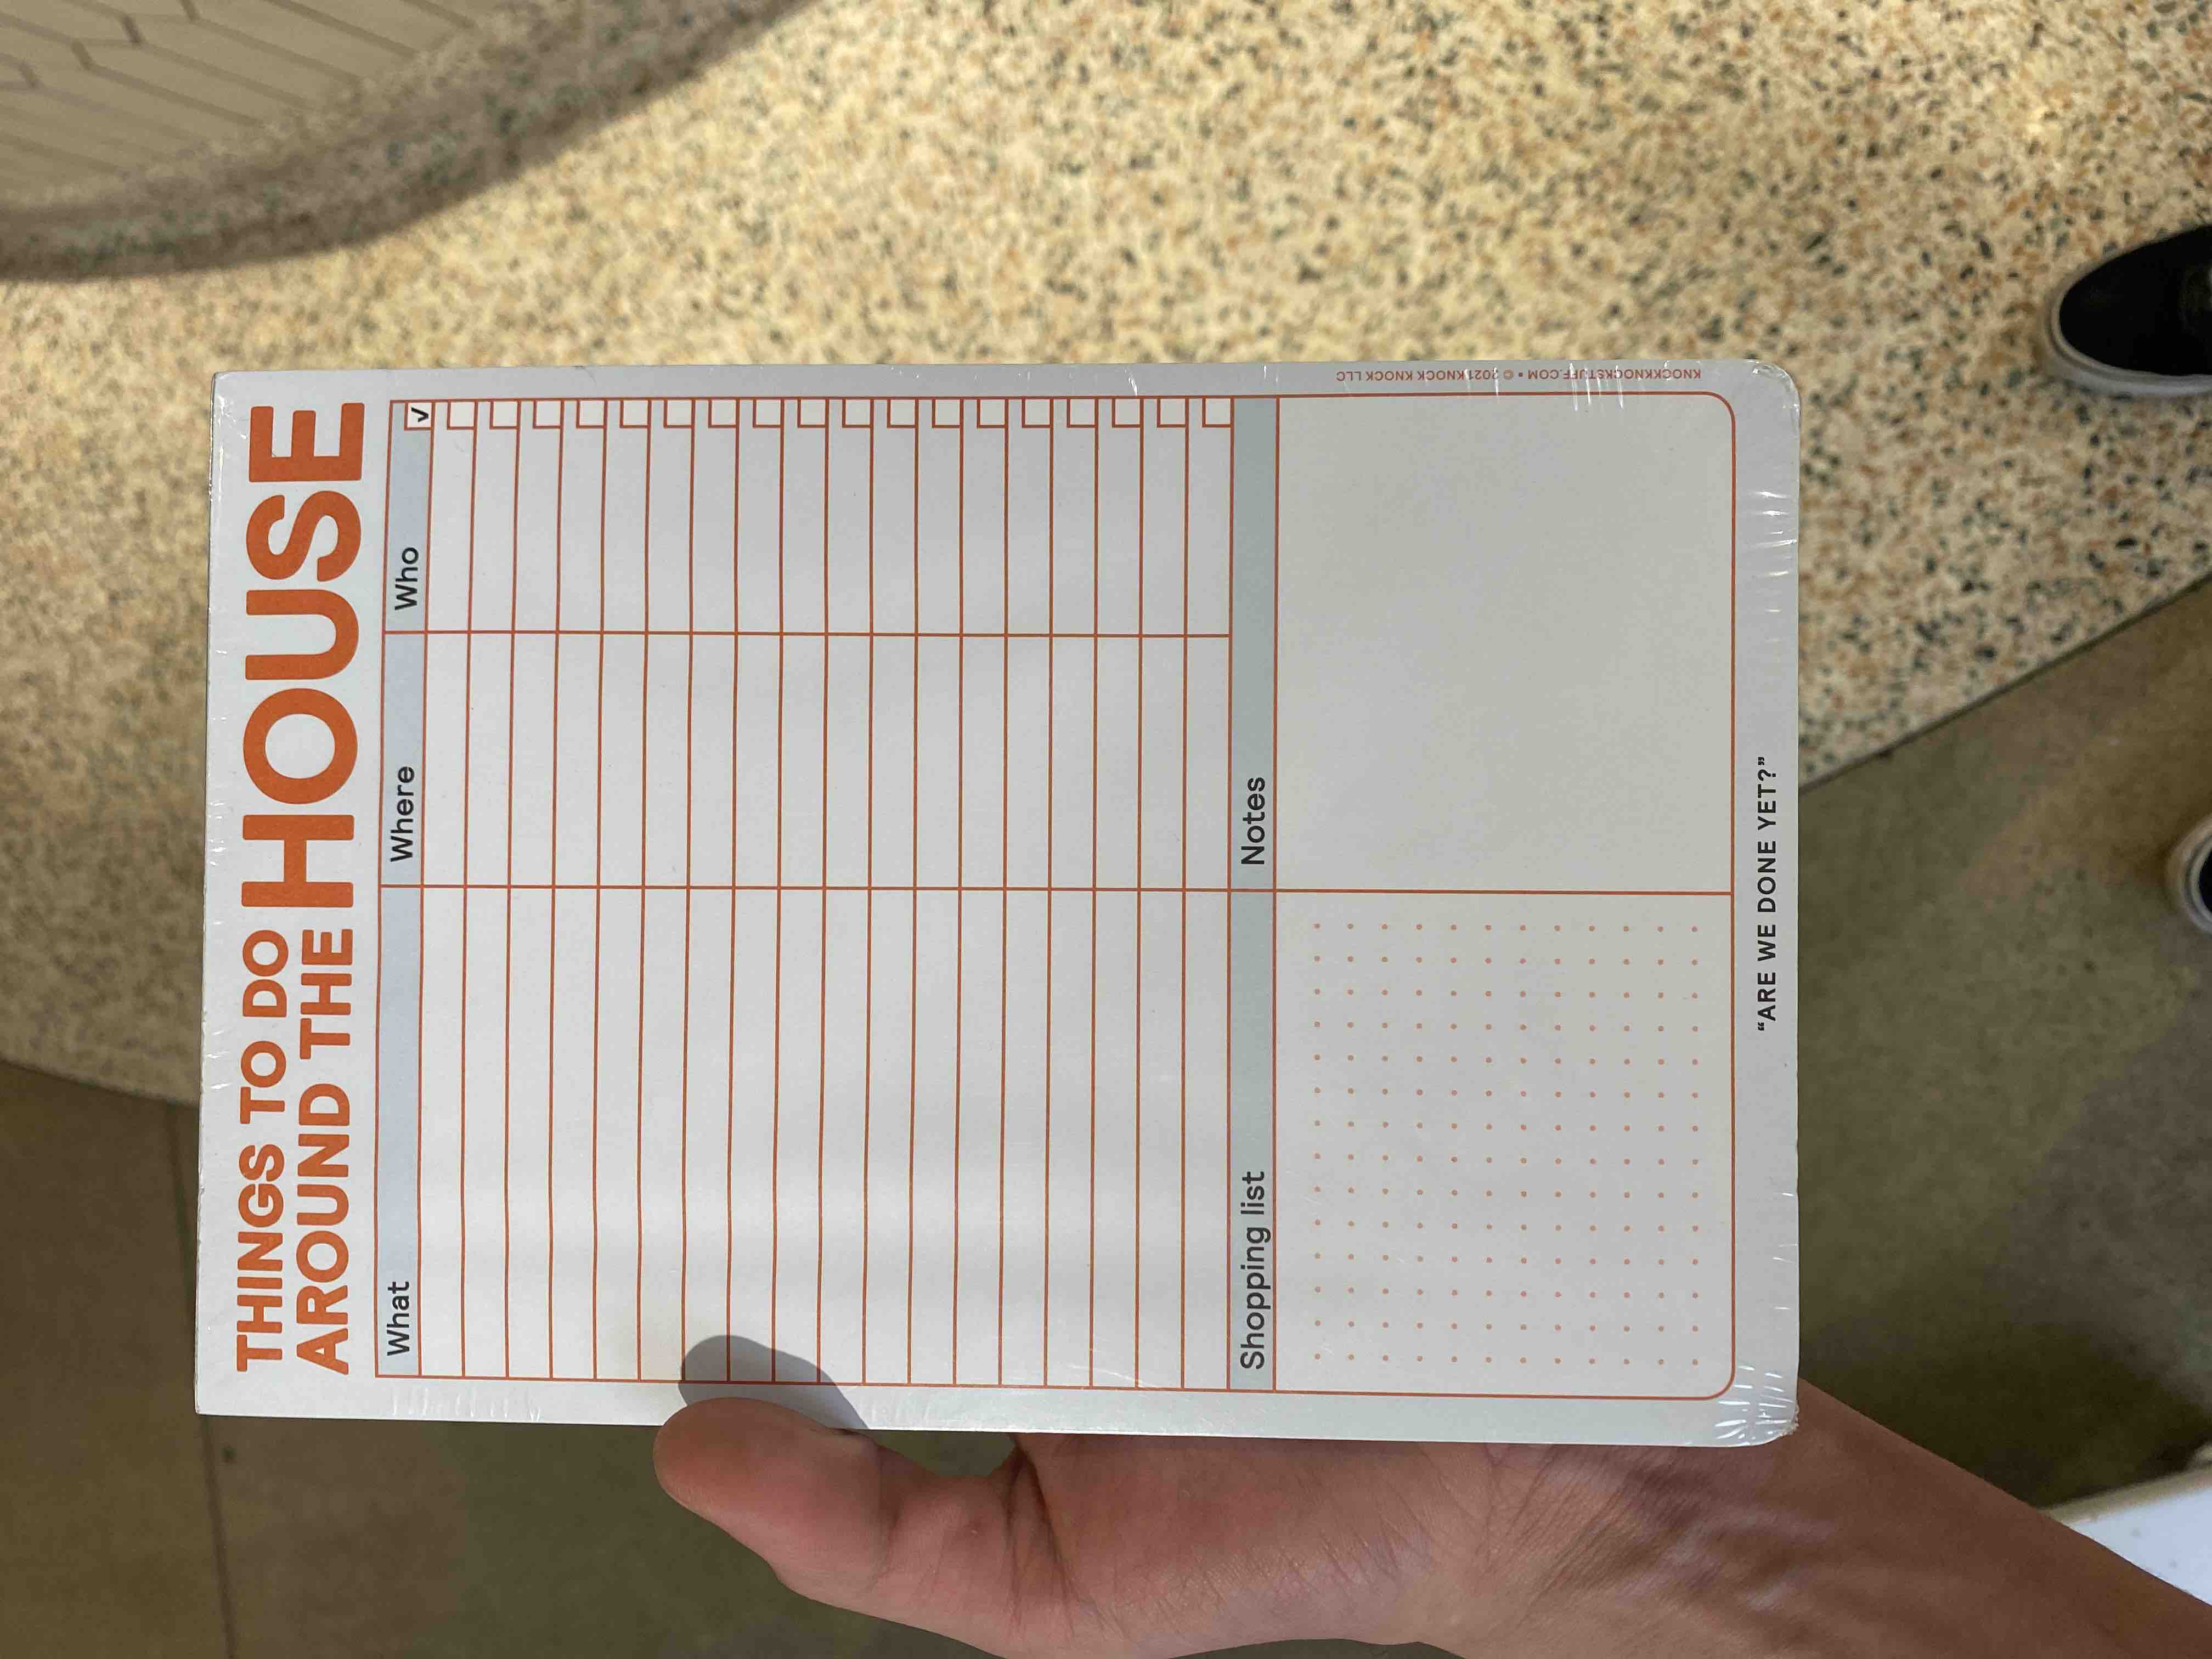 THINGS TO DO
AROUND THE HOUSE
What Where Who ✓
Shopping list Notes
"ARE WE DONE YET?"
KNOCKKNOCKSTUFF.COM • © 2021 KNOCK KNOCK LLC